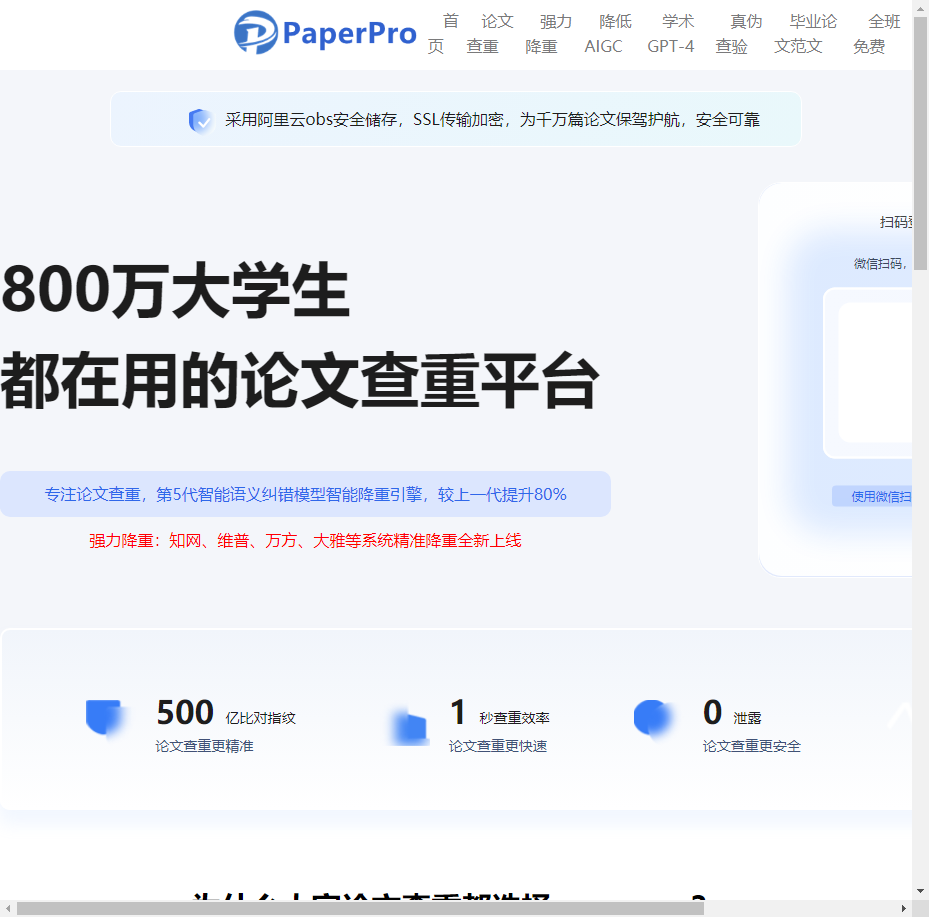 PaperPro
首页
论文查重
强力降重
降低AIGC
学术GPT-4
真伪查验
毕业论文范文
全班免费
采用阿里云obs安全储存，SSL传输加密，为千万篇论文保驾护航，安全可靠
扫码
微信扫码，
800万大学生
都在用的论文查重平台
专注论文查重，第5代智能语义纠错模型智能降重引擎，较上一代提升80%
使用微信扫
强力降重：知网、维普、万方、大雅等系统精准降重全新上线
500 亿比对指纹
论文查重更精准
1 秒查重效率
论文查重更快速
0 泄露
论文查重更安全